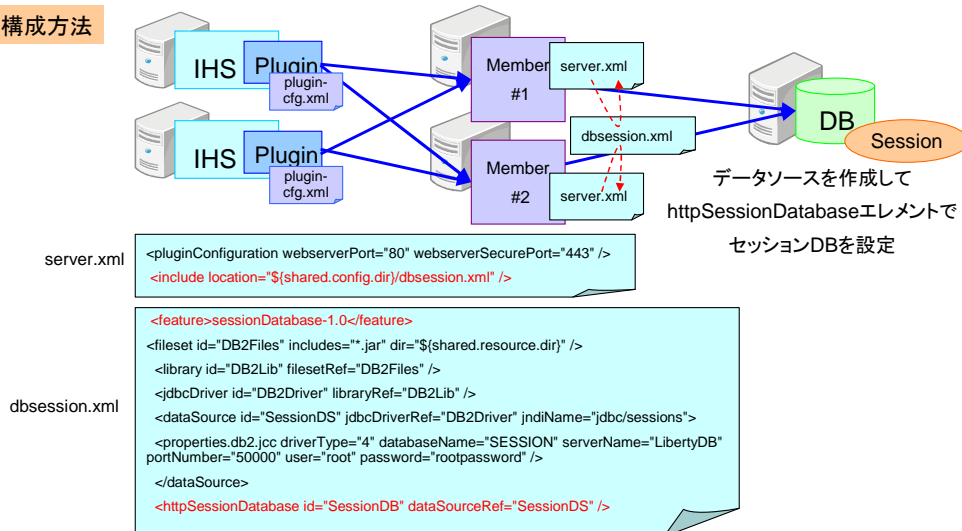 構成方法
IHS
Plugin
plugin-
cfg.xml
Member
#1
server.xml
dbsession.xml
DB
Session
IHS
Plugin
plugin-
cfg.xml
Member
#2
server.xml
データソースを作成して
httpSessionDatabaseエレメントで
セッションDBを設定
server.xml
<pluginConfiguration webserverPort="80" webserverSecurePort="443" />
<include location="${shared.config.dir}/dbsession.xml" />
dbsession.xml
<feature>sessionDatabase-1.0</feature>
<fileset id="DB2Files" includes="*.jar" dir="${shared.resource.dir}" />
<library id="DB2Lib" filesetRef="DB2Files" />
<jdbcDriver id="DB2Driver" libraryRef="DB2Lib" />
<dataSource id="SessionDS" jdbcDriverRef="DB2Driver" jndiName="jdbc/sessions">
<properties.db2.jcc driverType="4" databaseName="SESSION" serverName="LibertyDB"
portNumber="50000" user="root" password="rootpassword" />
</dataSource>
<httpSessionDatabase id="SessionDB" dataSourceRef="SessionDS" />